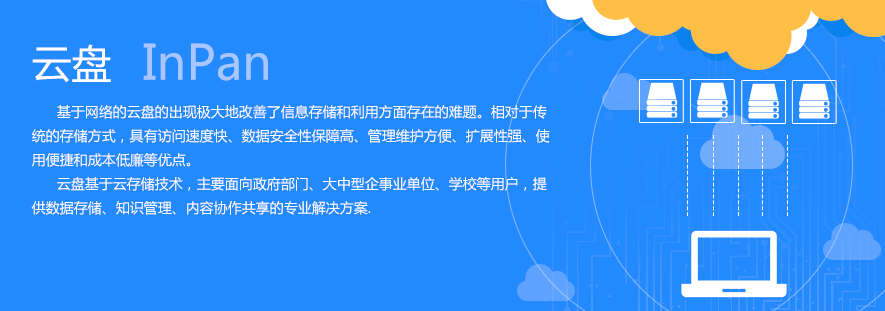 云盘 InPan
基于网络的云盘的出现极大地改善了信息存储和利用方面存在的难题。相对于传
统的存储方式，具有访问速度快、数据安全性保障高、管理维护方便、扩展性强、使
用便捷和成本低廉等优点。
云盘基于云存储技术，主要面向政府部门、大中型企事业单位、学校等用户，提
供数据存储、知识管理、内容协作共享的专业解决方案.